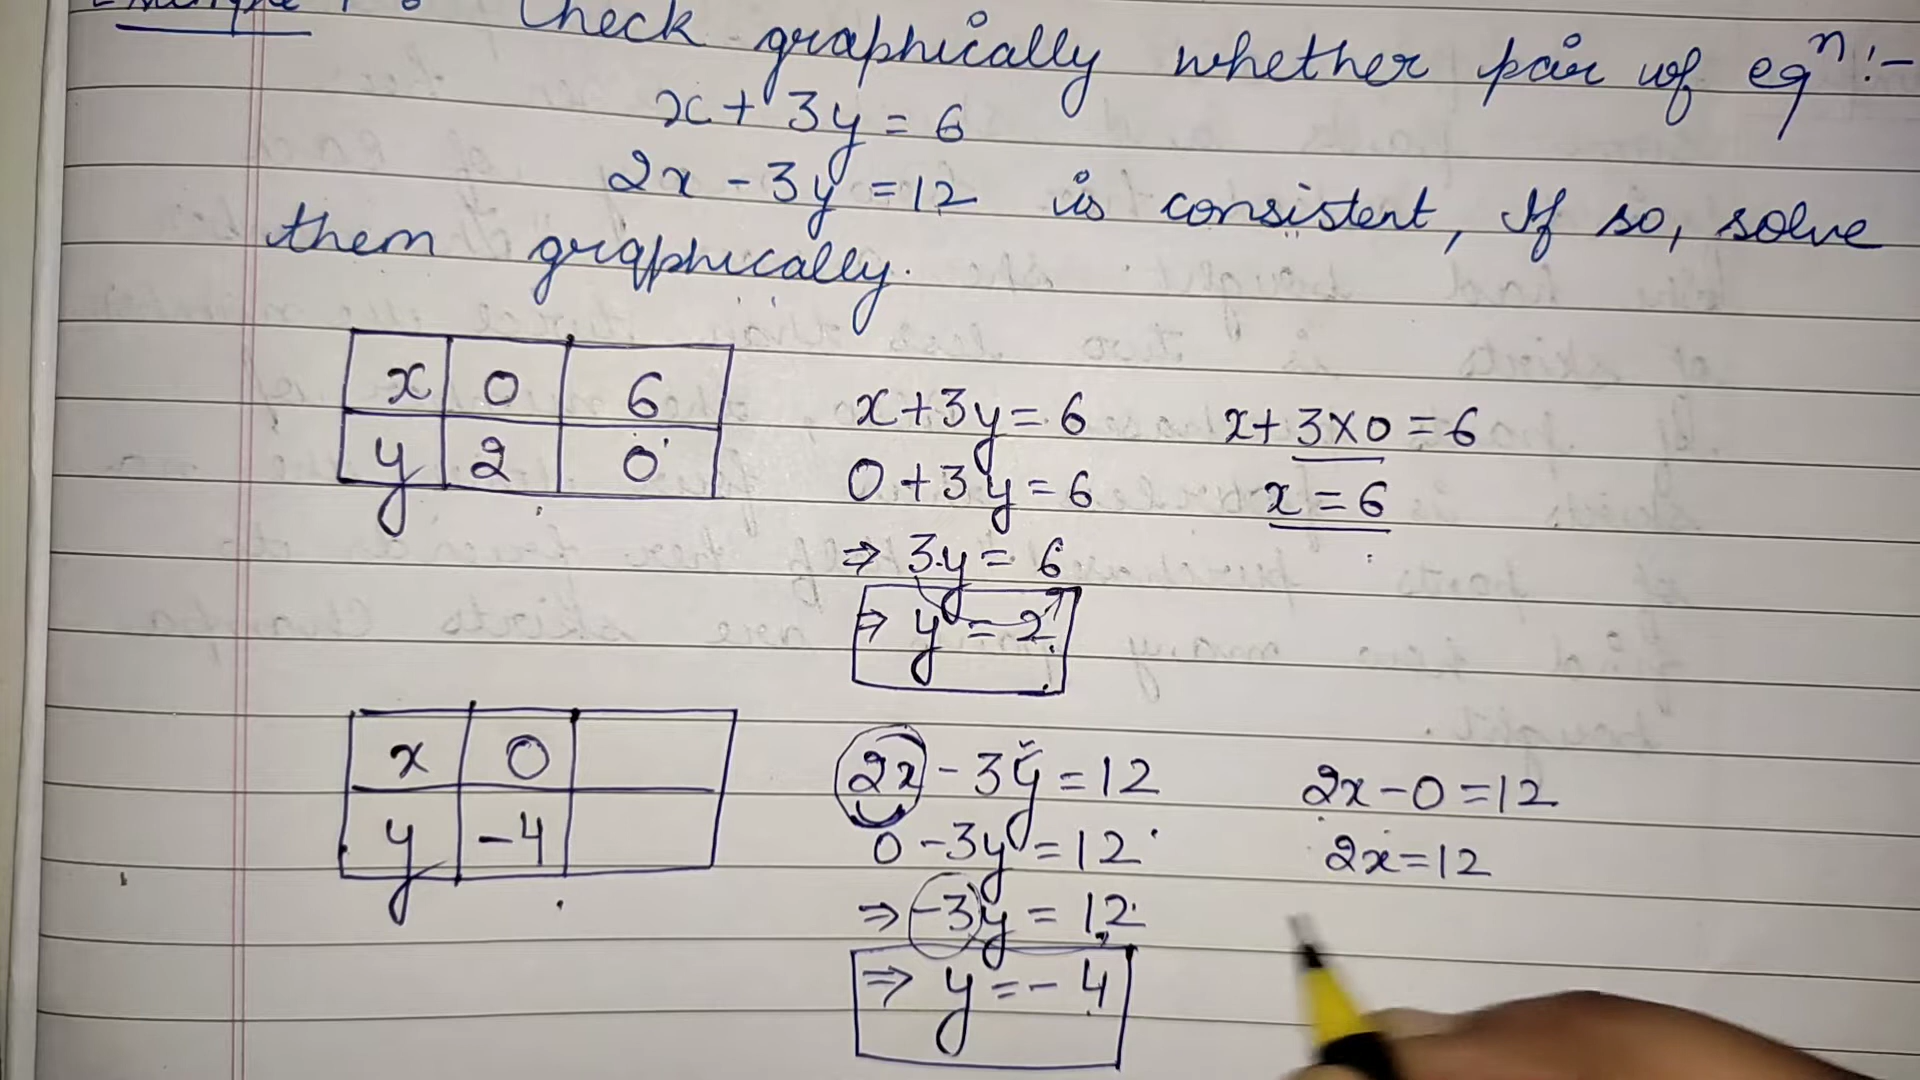 Example 1 : Check graphically whether pair of eqⁿ :-
x + 3y = 6
2x - 3y = 12 is consistent, If so, solve
them graphically.
x 0 6
y 2 0
x + 3y = 6
0 + 3y = 6
⇒ 3y = 6
⇒ y = 2
x + 3×0 = 6
x = 6
x 0
y -4
2x - 3y = 12
0 - 3y = 12
⇒ -3y = 12
⇒ y = - 4
2x - 0 = 12
2x = 12